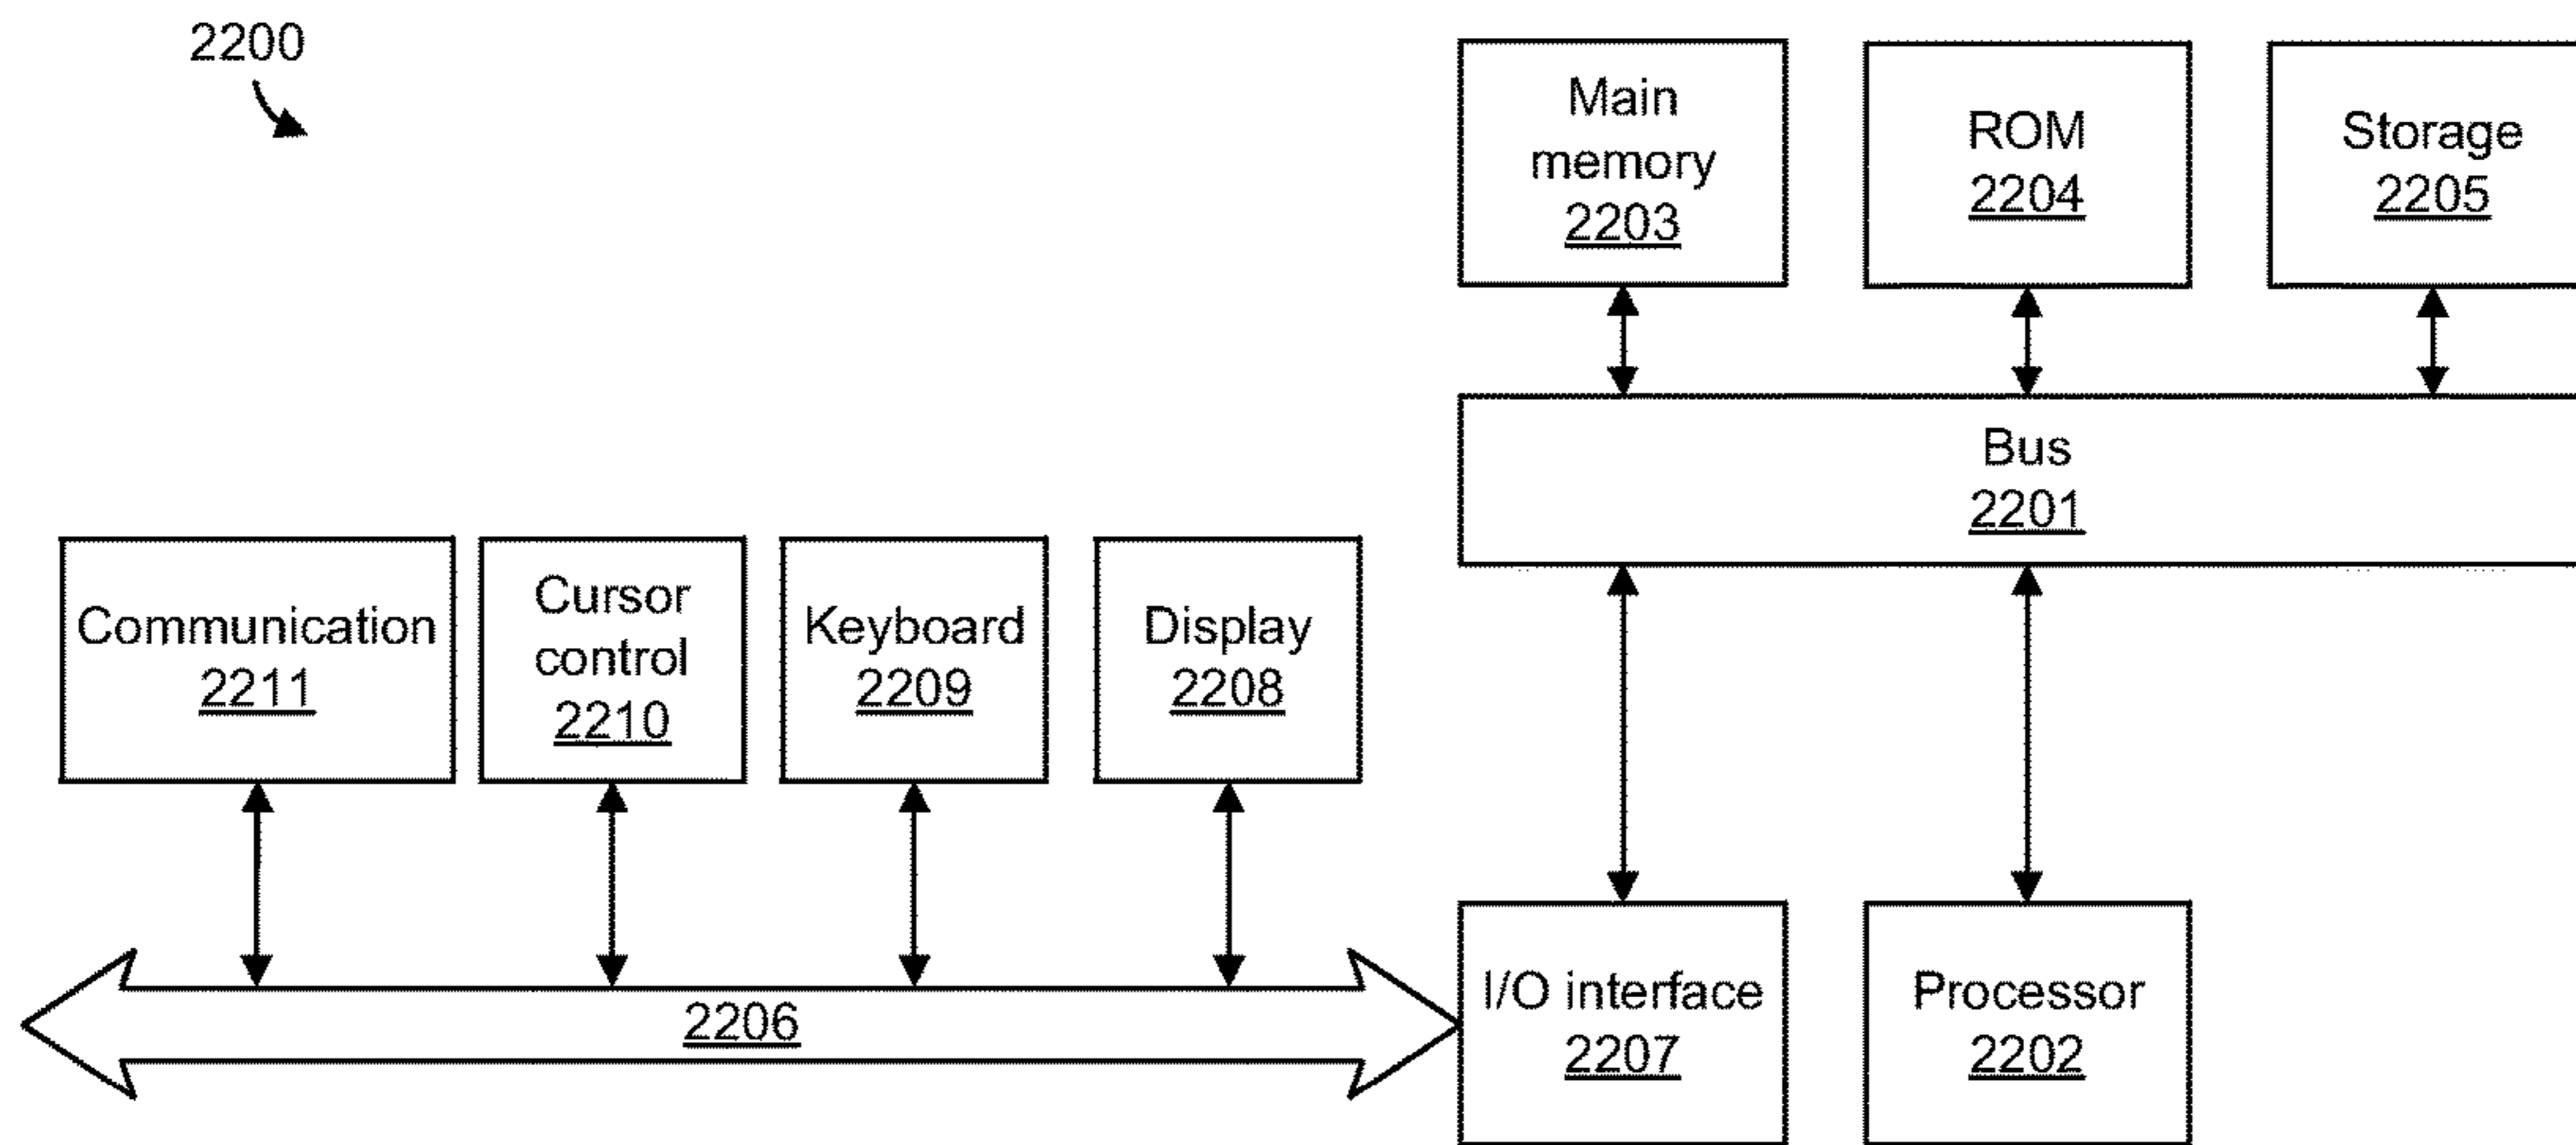 2200
Main
memory
2203
ROM
2204
Storage
2205
Bus
2201
Communication
2211
Cursor
control
2210
Keyboard
2209
Display
2208
2206
I/O interface
2207
Processor
2202